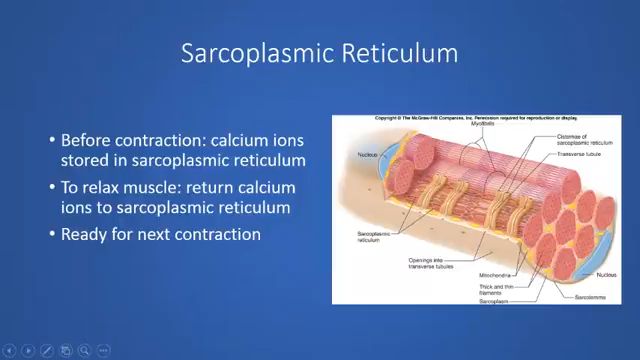 Sarcoplasmic Reticulum
• Before contraction: calcium ions
stored in sarcoplasmic reticulum
• To relax muscle: return calcium
ions to sarcoplasmic reticulum
• Ready for next contraction
Copyright © The McGraw-Hill Companies, Inc. Permission required for reproduction or display.
Myofibrils
Cisternae of
sarcoplasmic reticulum
Transverse tubule
Nucleus
Sarcoplasmic
reticulum
Openings into
transverse tubules
Mitochondria
Thick and thin
filaments
Sarcoplasm
Nucleus
Sarcolemma